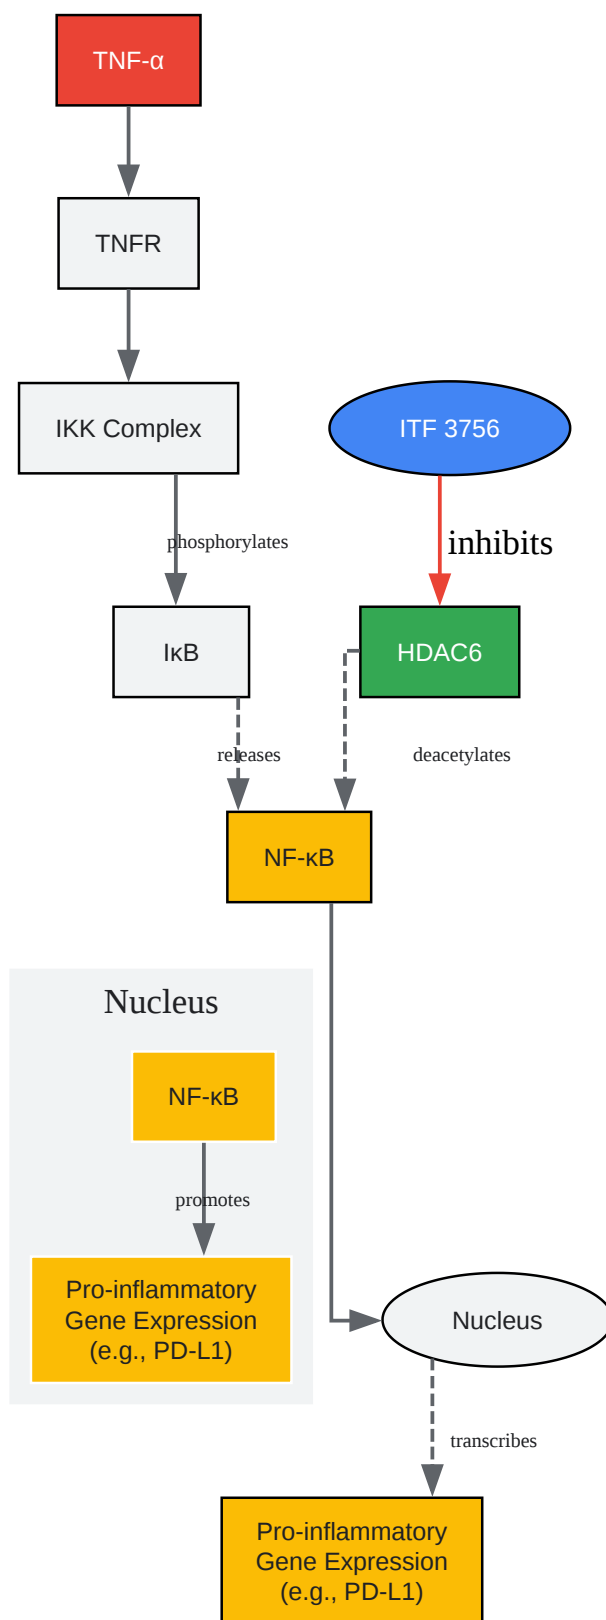 TNF-α
TNFR
IKK Complex
ITF 3756
phosphorylates
inhibits
IκB
HDAC6
releases
deacetylates
NF-κB
Nucleus
NF-κB
promotes
Pro-inflammatory
Gene Expression
(e.g., PD-L1)
Nucleus
transcribes
Pro-inflammatory
Gene Expression
(e.g., PD-L1)